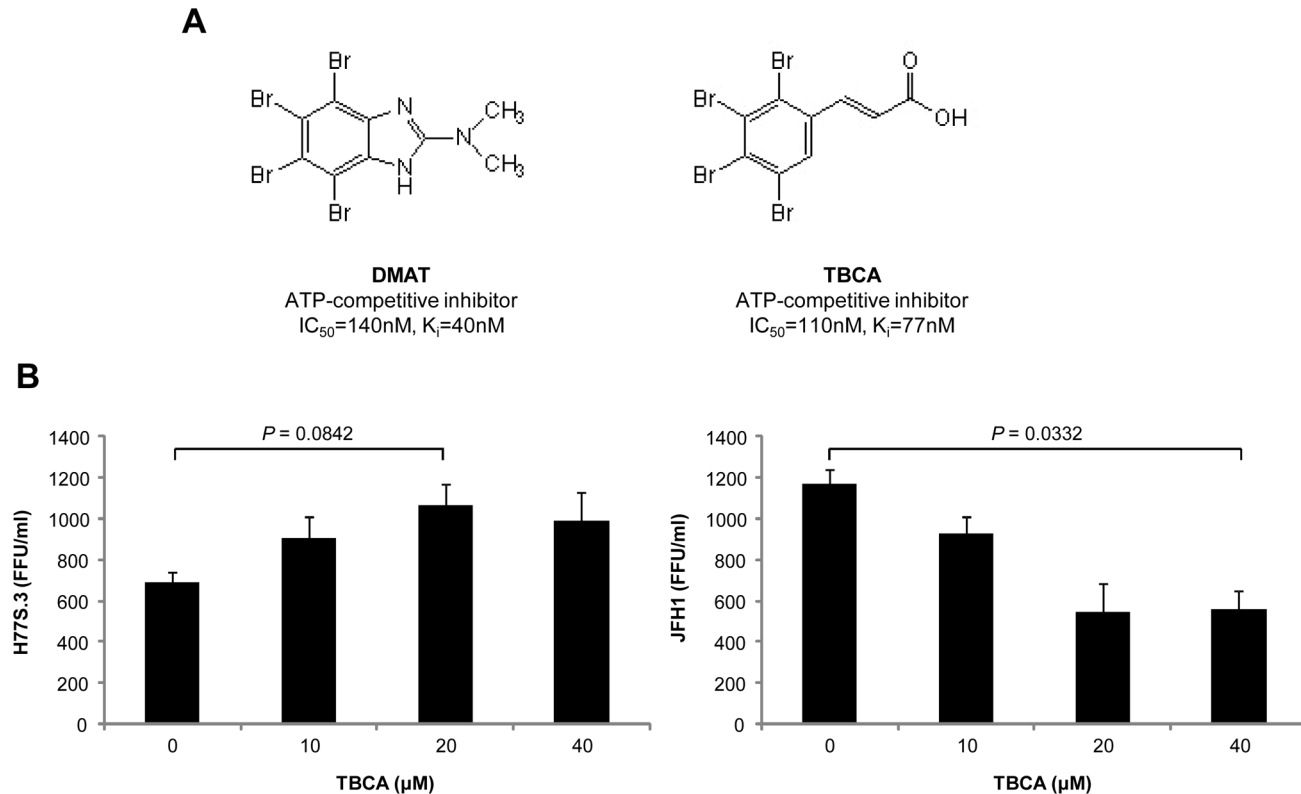 A
Br
Br
Br
Br
N
N
H
N
CH₃
CH₃
DMAT
ATP-competitive inhibitor
IC₅₀=140nM, Kᵢ=40nM
Br
Br
Br
Br
O
OH
TBCA
ATP-competitive inhibitor
IC₅₀=110nM, Kᵢ=77nM
B
P = 0.0842
H77S.3 (FFU/ml)
1400
1200
1000
800
600
400
200
0
0 10 20 40
TBCA (µM)
P = 0.0332
JFH1 (FFU/ml)
1400
1200
1000
800
600
400
200
0
0 10 20 40
TBCA (µM)